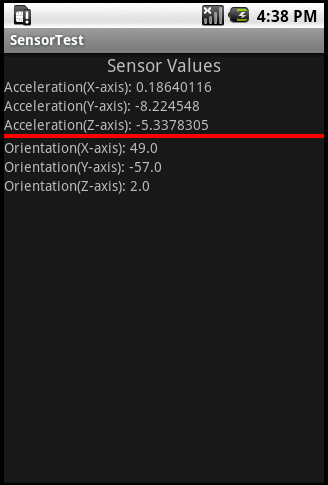 4:38 PM
SensorTest
Sensor Values
Acceleration(X-axis): 0.18640116
Acceleration(Y-axis): -8.224548
Acceleration(Z-axis): -5.3378305
Orientation(X-axis): 49.0
Orientation(Y-axis): -57.0
Orientation(Z-axis): 2.0